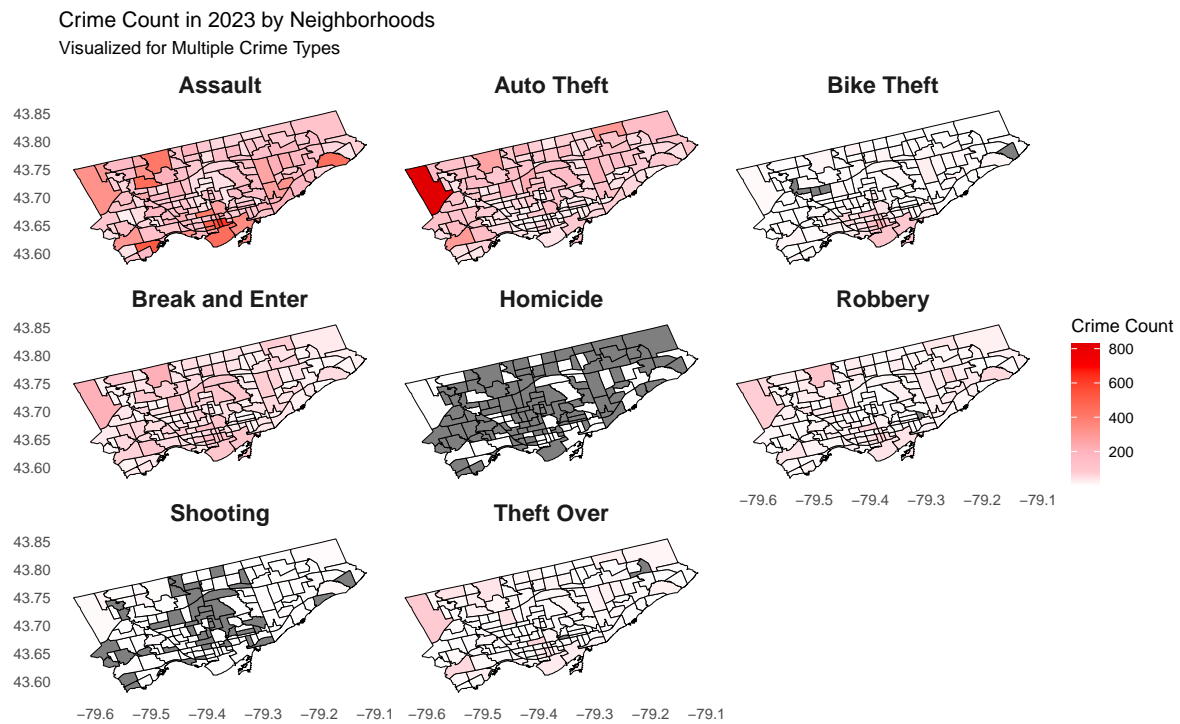 Crime Count in 2023 by Neighborhoods
Visualized for Multiple Crime Types
Assault
Auto Theft
Bike Theft
43.85
43.80
43.75
43.70
43.65
43.60
Break and Enter
Homicide
Robbery
43.85
43.80
43.75
43.70
43.65
43.60
−79.6 −79.5 −79.4 −79.3 −79.2 −79.1
Crime Count
800
600
400
200
Shooting
Theft Over
43.85
43.80
43.75
43.70
43.65
43.60
−79.6 −79.5 −79.4 −79.3 −79.2 −79.1
−79.6 −79.5 −79.4 −79.3 −79.2 −79.1